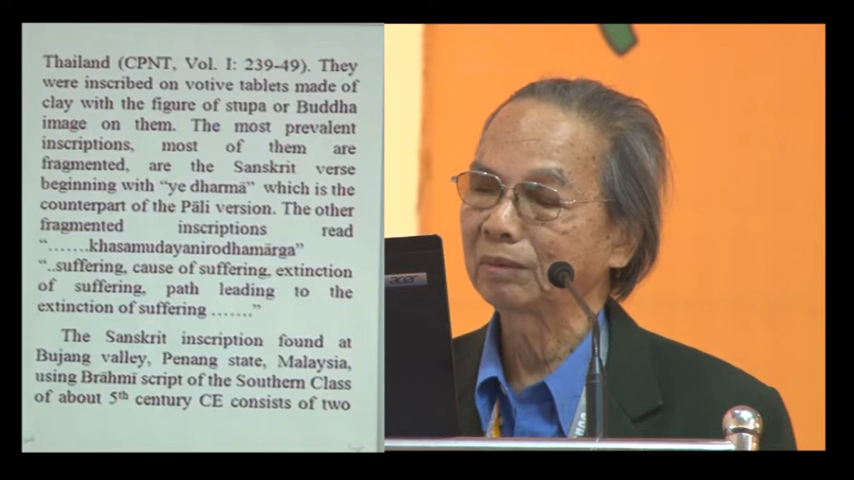 Thailand (CPNT, Vol. I: 239-49). They
were inscribed on votive tablets made of
clay with the figure of stupa or Buddha
image on them. The most prevalent
inscriptions, most of them are
fragmented, are the Sanskrit verse
beginning with “ye dharmā” which is the
counterpart of the Pāli version. The other
fragmented inscriptions read
“…….khasamudayanirodhamārga”
“..suffering, cause of suffering, extinction
of suffering, path leading to the
extinction of suffering …….”
The Sanskrit inscription found at
Bujang valley, Penang state, Malaysia,
using Brāhmī script of the Southern Class
of about 5th century CE consists of two
acer